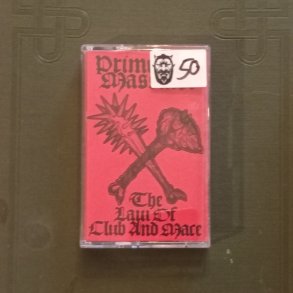 Prim
Mas
50
The
Law Of
Club And Mace